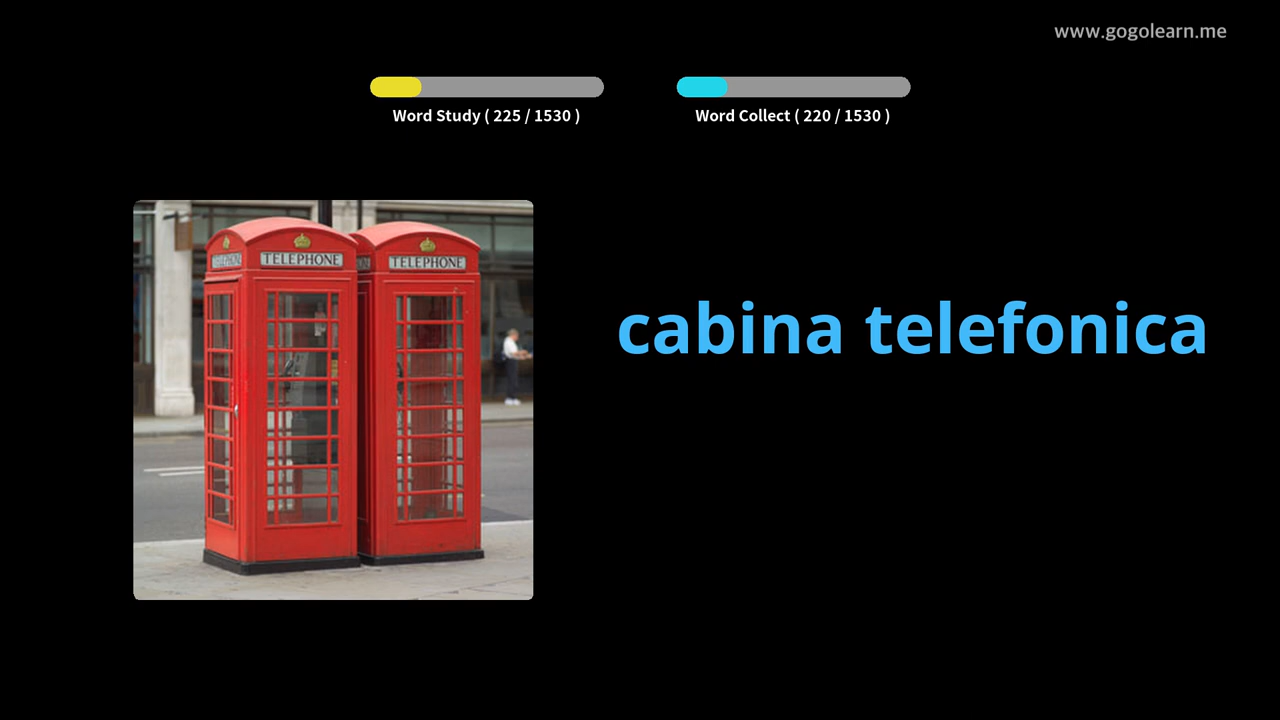 www.gogolearn.me
Word Study ( 225 / 1530 )
Word Collect ( 220 / 1530 )
TELEPHONE
TELEPHONE
cabina telefonica